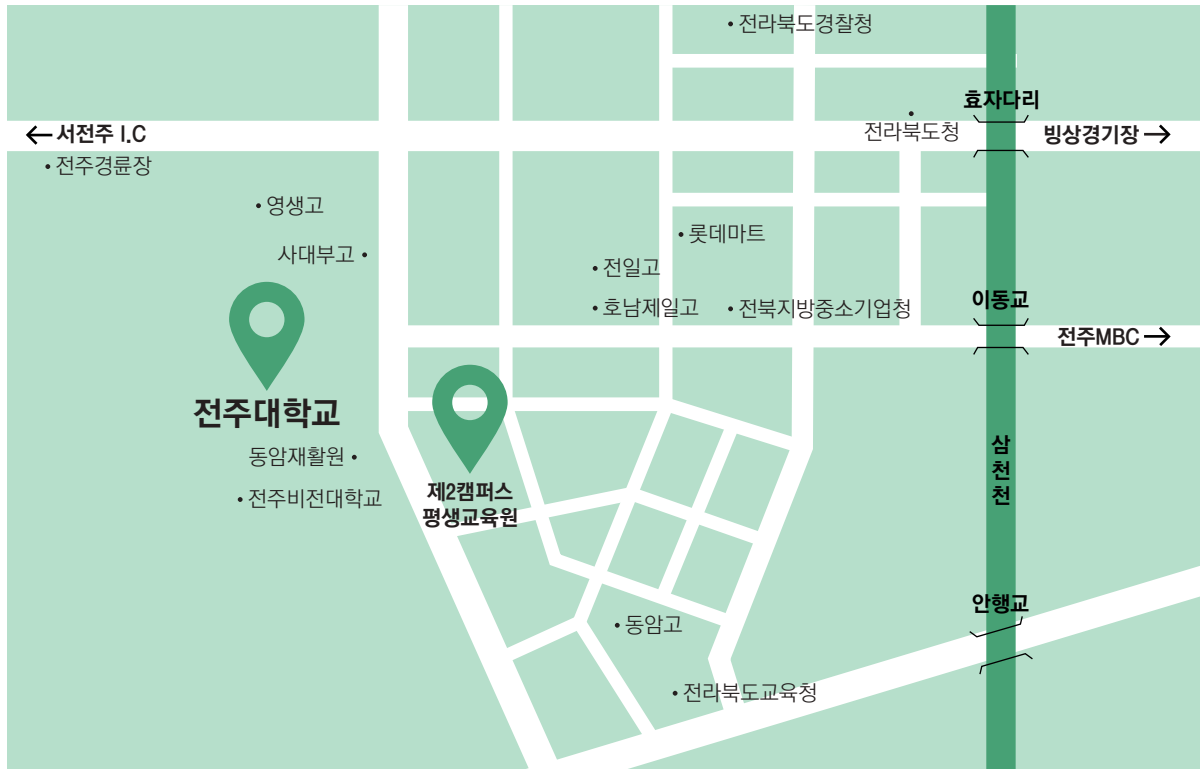 전라북도경찰청
효자다리
← 서전주 I.C
전라북도청
빙상경기장 →
전주경륜장
영생고
롯데마트
사대부고
전일고
이동교
호남제일고
전북지방중소기업청
전주MBC →
전주대학교
동암재활원
삼천천
제2캠퍼스
평생교육원
전주비전대학교
안행교
동암고
전라북도교육청